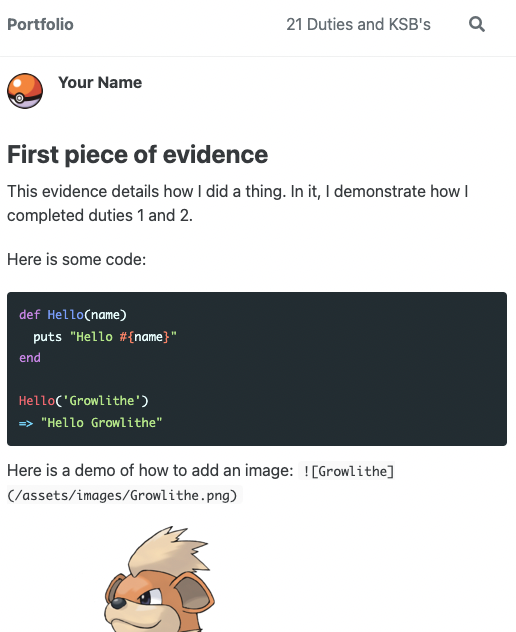 Portfolio
21 Duties and KSB's
Your Name
First piece of evidence
This evidence details how I did a thing. In it, I demonstrate how I
completed duties 1 and 2.
Here is some code:
def Hello(name)
  puts "Hello #{name}"
end
Hello('Growlithe')
=> "Hello Growlithe"
Here is a demo of how to add an image: ![Growlithe]
(/assets/images/Growlithe.png)